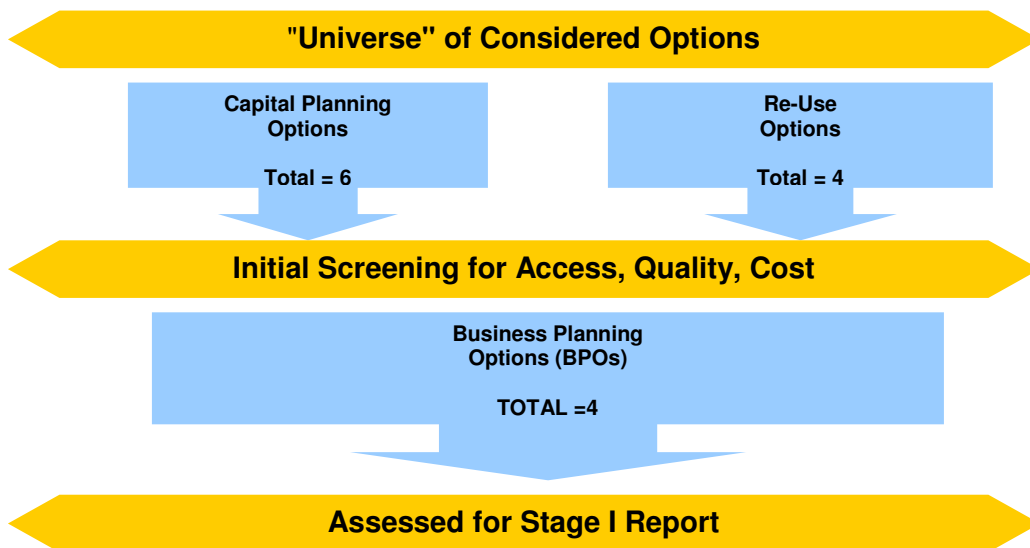 "Universe" of Considered Options
Capital Planning
Options
Total = 6
Re-Use
Options
Total = 4
Initial Screening for Access, Quality, Cost
Business Planning
Options (BPOs)
TOTAL =4
Assessed for Stage I Report